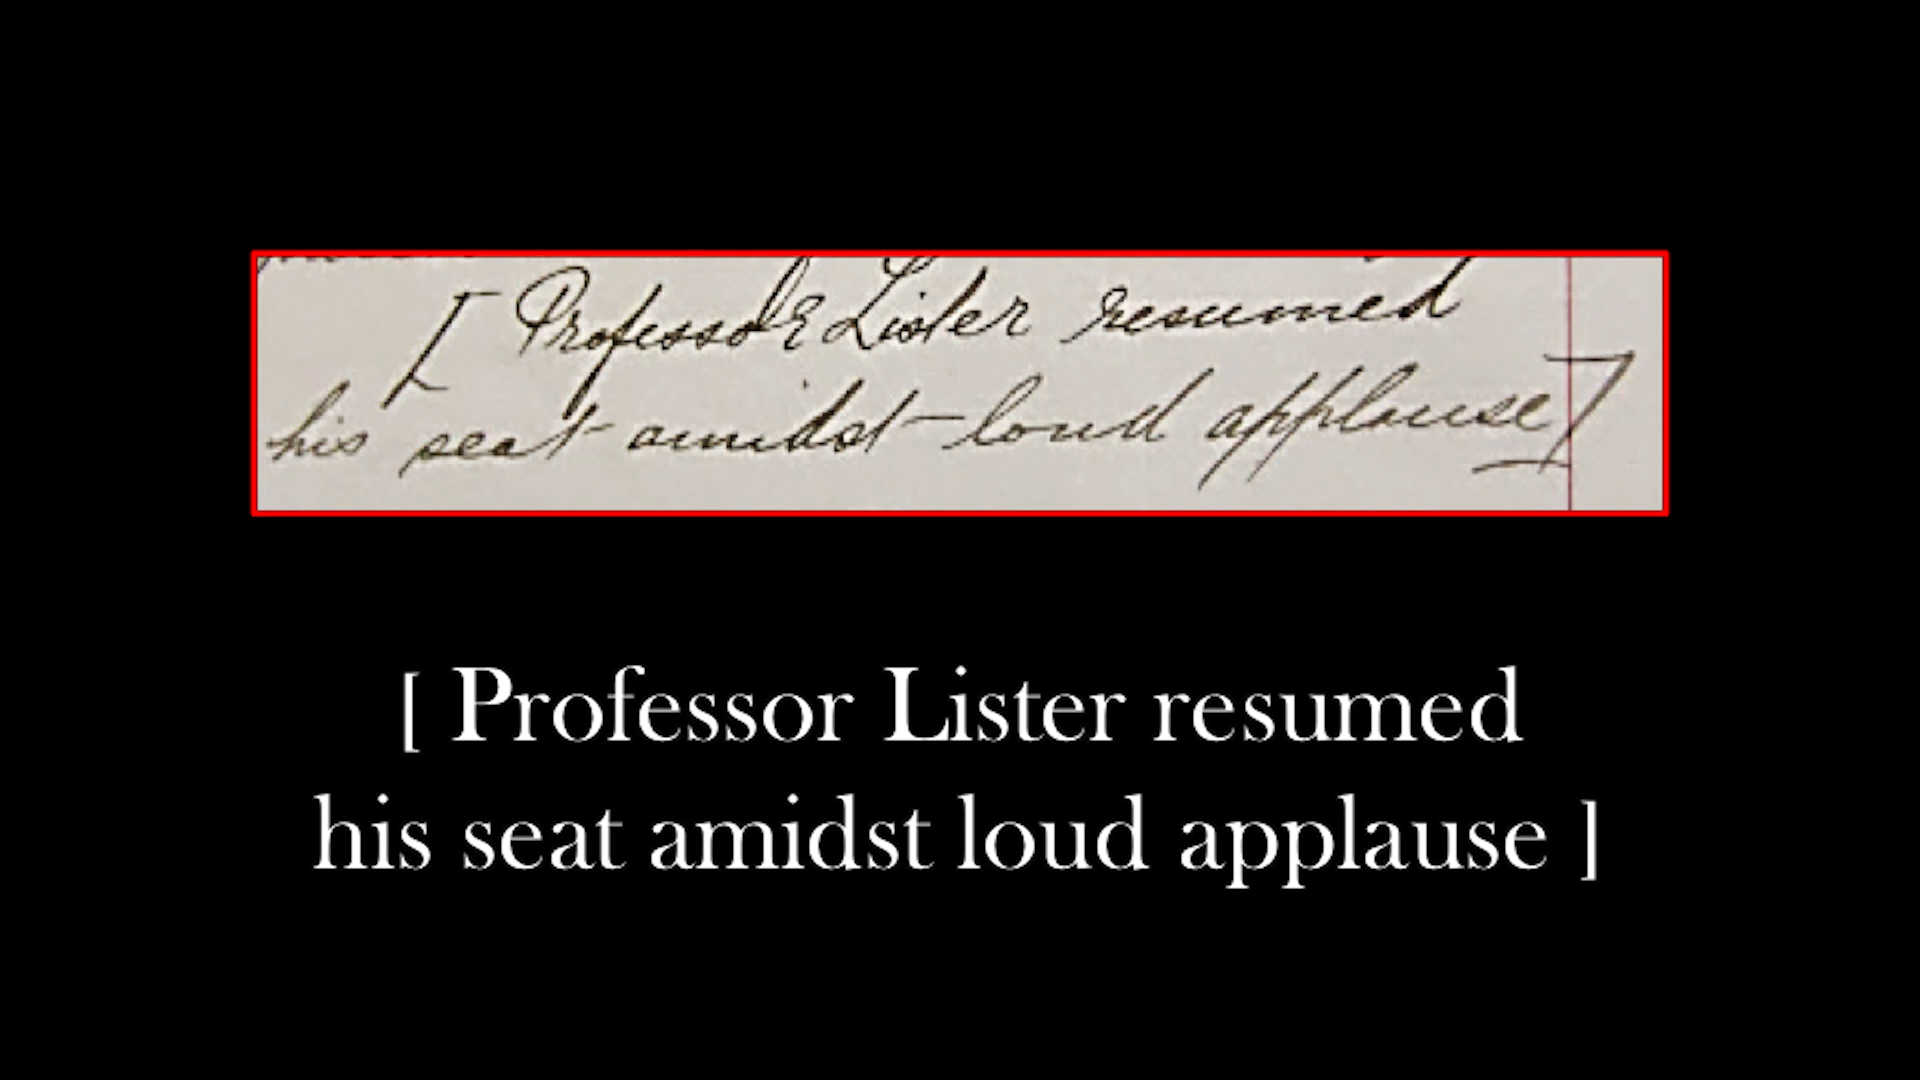 [ Professor Lister resumed
his seat amidst loud applause ]
[ Professor Lister resumed
his seat amidst loud applause ]